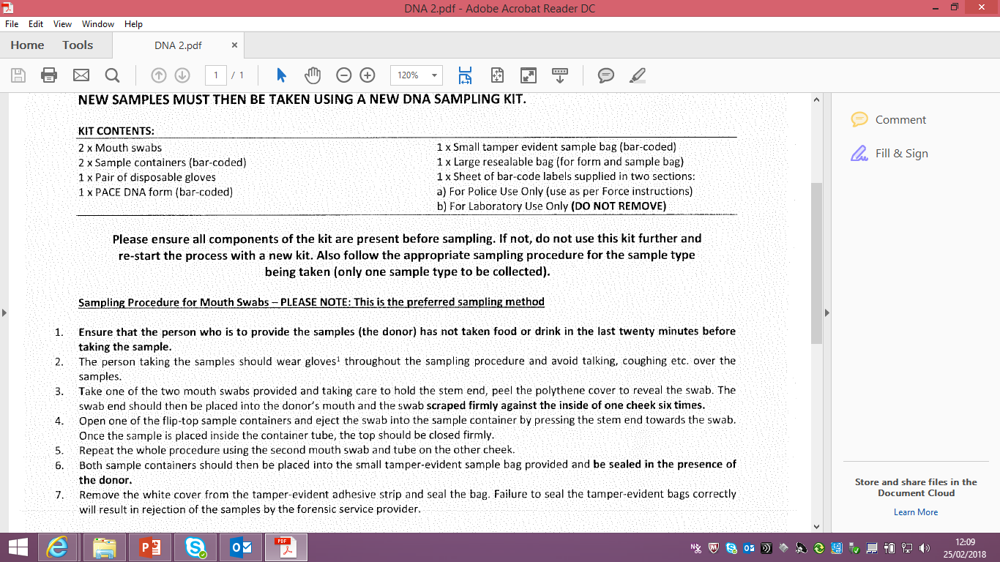 DNA 2.pdf - Adobe Acrobat Reader DC
File Edit View Window Help
Home Tools DNA 2.pdf
1 / 1 120%
NEW SAMPLES MUST THEN BE TAKEN USING A NEW DNA SAMPLING KIT.
KIT CONTENTS:
2 x Mouth swabs
2 x Sample containers (bar-coded)
1 x Pair of disposable gloves
1 x PACE DNA form (bar-coded)
1 x Small tamper evident sample bag (bar-coded)
1 x Large resealable bag (for form and sample bag)
1 x Sheet of bar-code labels supplied in two sections:
a) For Police Use Only (use as per Force instructions)
b) For Laboratory Use Only (DO NOT REMOVE)
Please ensure all components of the kit are present before sampling. If not, do not use this kit further and
re-start the process with a new kit. Also follow the appropriate sampling procedure for the sample type
being taken (only one sample type to be collected).
Sampling Procedure for Mouth Swabs – PLEASE NOTE: This is the preferred sampling method
1. Ensure that the person who is to provide the samples (the donor) has not taken food or drink in the last twenty minutes before
taking the sample.
2. The person taking the samples should wear gloves¹ throughout the sampling procedure and avoid talking, coughing etc. over the
samples.
3. Take one of the two mouth swabs provided and taking care to hold the stem end, peel the polythene cover to reveal the swab. The
swab end should then be placed into the donor's mouth and the swab scraped firmly against the inside of one cheek six times.
4. Open one of the flip-top sample containers and eject the swab into the sample container by pressing the stem end towards the swab.
Once the sample is placed inside the container tube, the top should be closed firmly.
5. Repeat the whole procedure using the second mouth swab and tube on the other cheek.
6. Both sample containers should then be placed into the small tamper-evident sample bag provided and be sealed in the presence of
the donor.
7. Remove the white cover from the tamper-evident adhesive strip and seal the bag. Failure to seal the tamper-evident bags correctly
will result in rejection of the samples by the forensic service provider.
Comment
Fill & Sign
Store and share files in the
Document Cloud
Learn More
12:09
25/02/2018